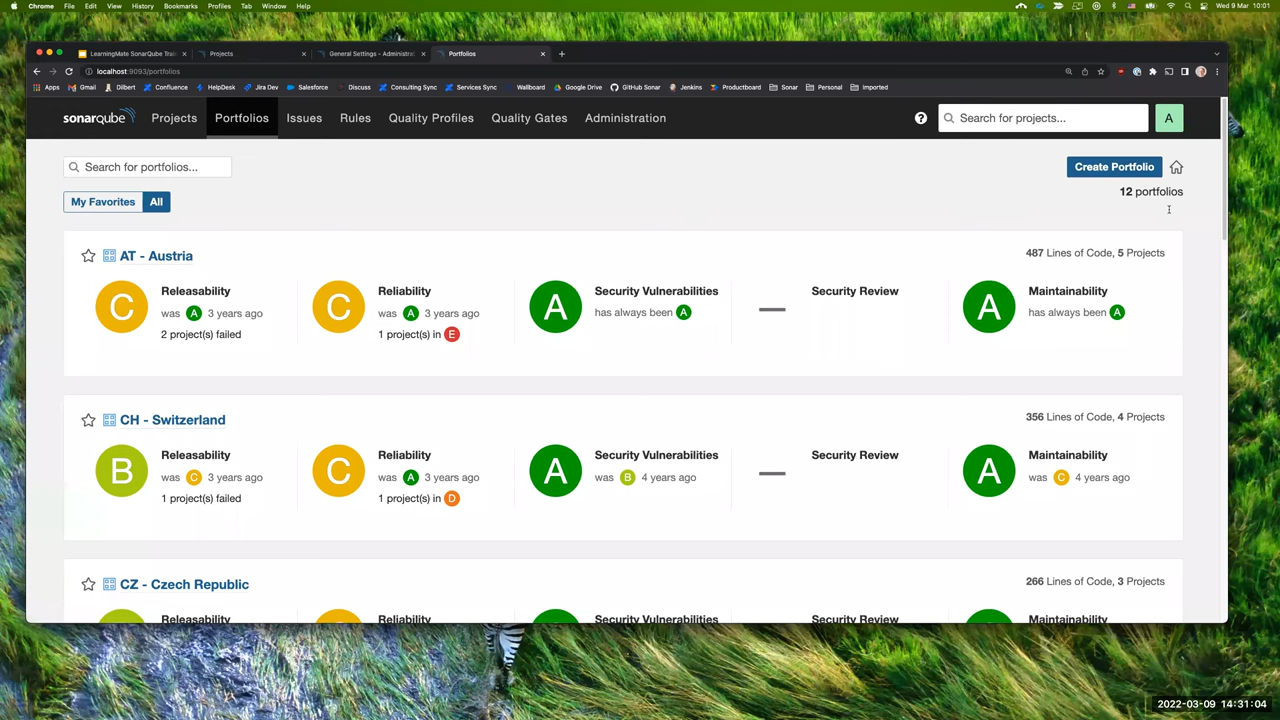 Chrome File Edit View History Bookmarks Profiles Tab Window Help Wed 9 Mar 10:01
LearningMate SonarQube Train Projects General Settings - Administra Portfolios
localhost:9093/portfolios
Apps Gmail Dilbert Confluence HelpDesk Jira Dev Salesforce Discuss Consulting Sync Services Sync Wallboard Google Drive GitHub Sonar Jenkins Productboard Sonar Personal Imported
sonarqube Projects Portfolios Issues Rules Quality Profiles Quality Gates Administration ? Search for projects... A
Search for portfolios... Create Portfolio
12 portfolios
My Favorites All
AT - Austria 487 Lines of Code, 5 Projects
C Releasability C Reliability A Security Vulnerabilities Security Review A Maintainability
was A 3 years ago was A 3 years ago has always been A has always been A
2 project(s) failed 1 project(s) in E
CH - Switzerland 356 Lines of Code, 4 Projects
B Releasability C Reliability A Security Vulnerabilities Security Review A Maintainability
was C 3 years ago was A 3 years ago was B 4 years ago was C 4 years ago
1 project(s) failed 1 project(s) in D
CZ - Czech Republic 266 Lines of Code, 3 Projects
Releasability Reliability Security Vulnerabilities Security Review Maintainability
2022-03-09 14:31:04